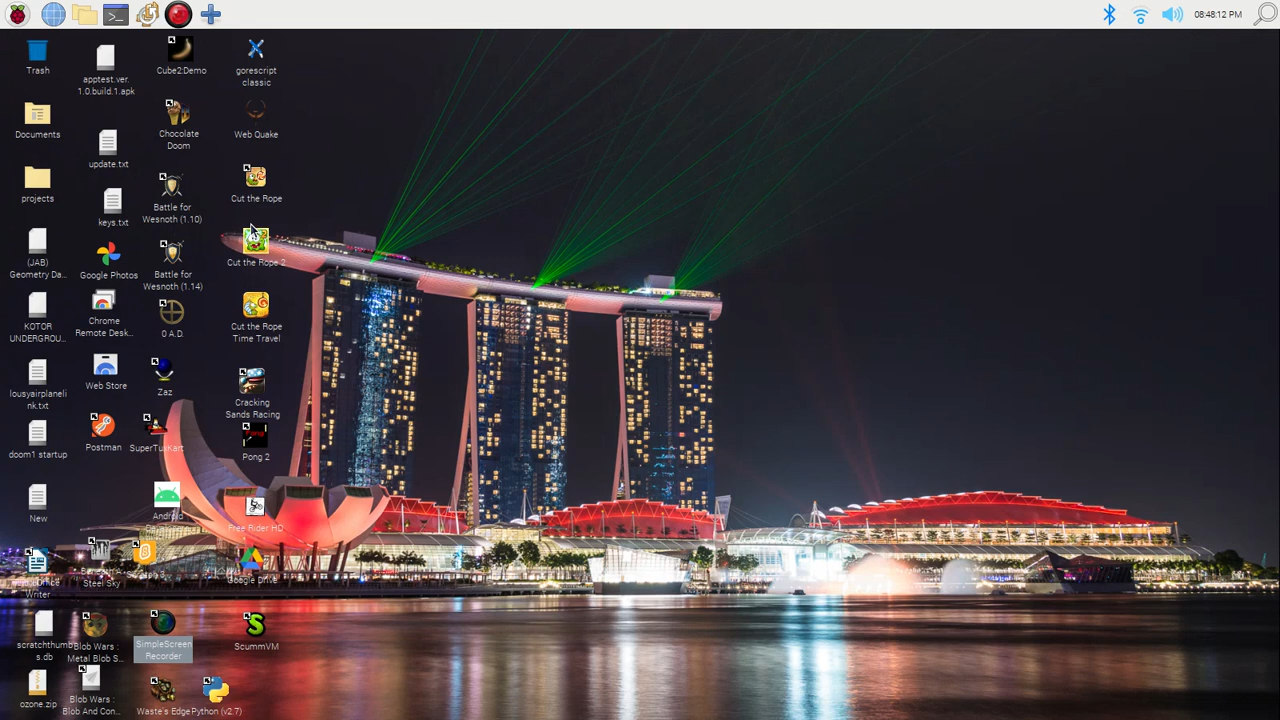 08:48:12 PM
Trash
Documents
projects
(JAB)
Geometry Da...
KOTOR
UNDERGROU...
lousyairplaneli
nk.txt
doom1 startup
New
Writer
scratchthumb
s.db
ozone.zip
apptest.ver.
1.0.build.1.apk
update.txt
keys.txt
Google Photos
Chrome
Remote Desk...
Web Store
Postman
Steel Sky
Blob Wars :
Metal Blob S...
Blob Wars :
Blob And Con...
Cube2:Demo
Chocolate
Doom
Battle for
Wesnoth (1.10)
Battle for
Wesnoth (1.14)
0 A.D.
Zaz
SuperTuxKart
Android
SimpleScreen
Recorder
Waste's Edge
Python (v2.7)
gorescript
classic
Web Quake
Cut the Rope
Cut the Rope 2
Cut the Rope
Time Travel
Cracking
Sands Racing
Pong 2
Free Rider HD
Google Drive
ScummVM